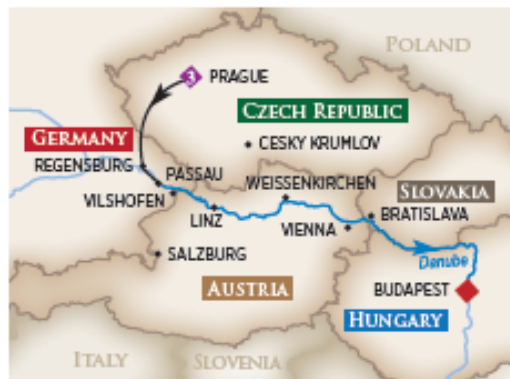 POLAND
3 PRAGUE
CZECH REPUBLIC
GERMANY
CESKY KRUMLOV
REGENSBURG
PASSAU
WEISSENKIRCHEN
SLOVAKIA
VILSHOFEN
LINZ
BRATISLAVA
VIENNA
SALZBURG
Danube
AUSTRIA
BUDAPEST
HUNGARY
ITALY
SLOVENIA